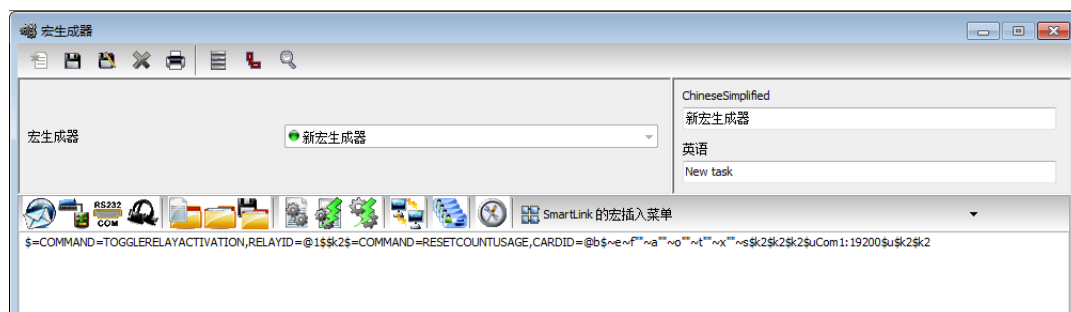 宏生成器
ChineseSimplified
新宏生成器
宏生成器
新宏生成器
英语
New task
RS232
COM
SmartLink 的宏插入菜单
$=COMMAND=TOGGLERELAYACTIVATION,RELAYID=@1$$k2$=COMMAND=RESETCOUNTUSAGE,CARDID=@b$~e~f""~a""~o""~t""~x""~s$k2$k2$k2$uCom1:19200$u$k2$k2